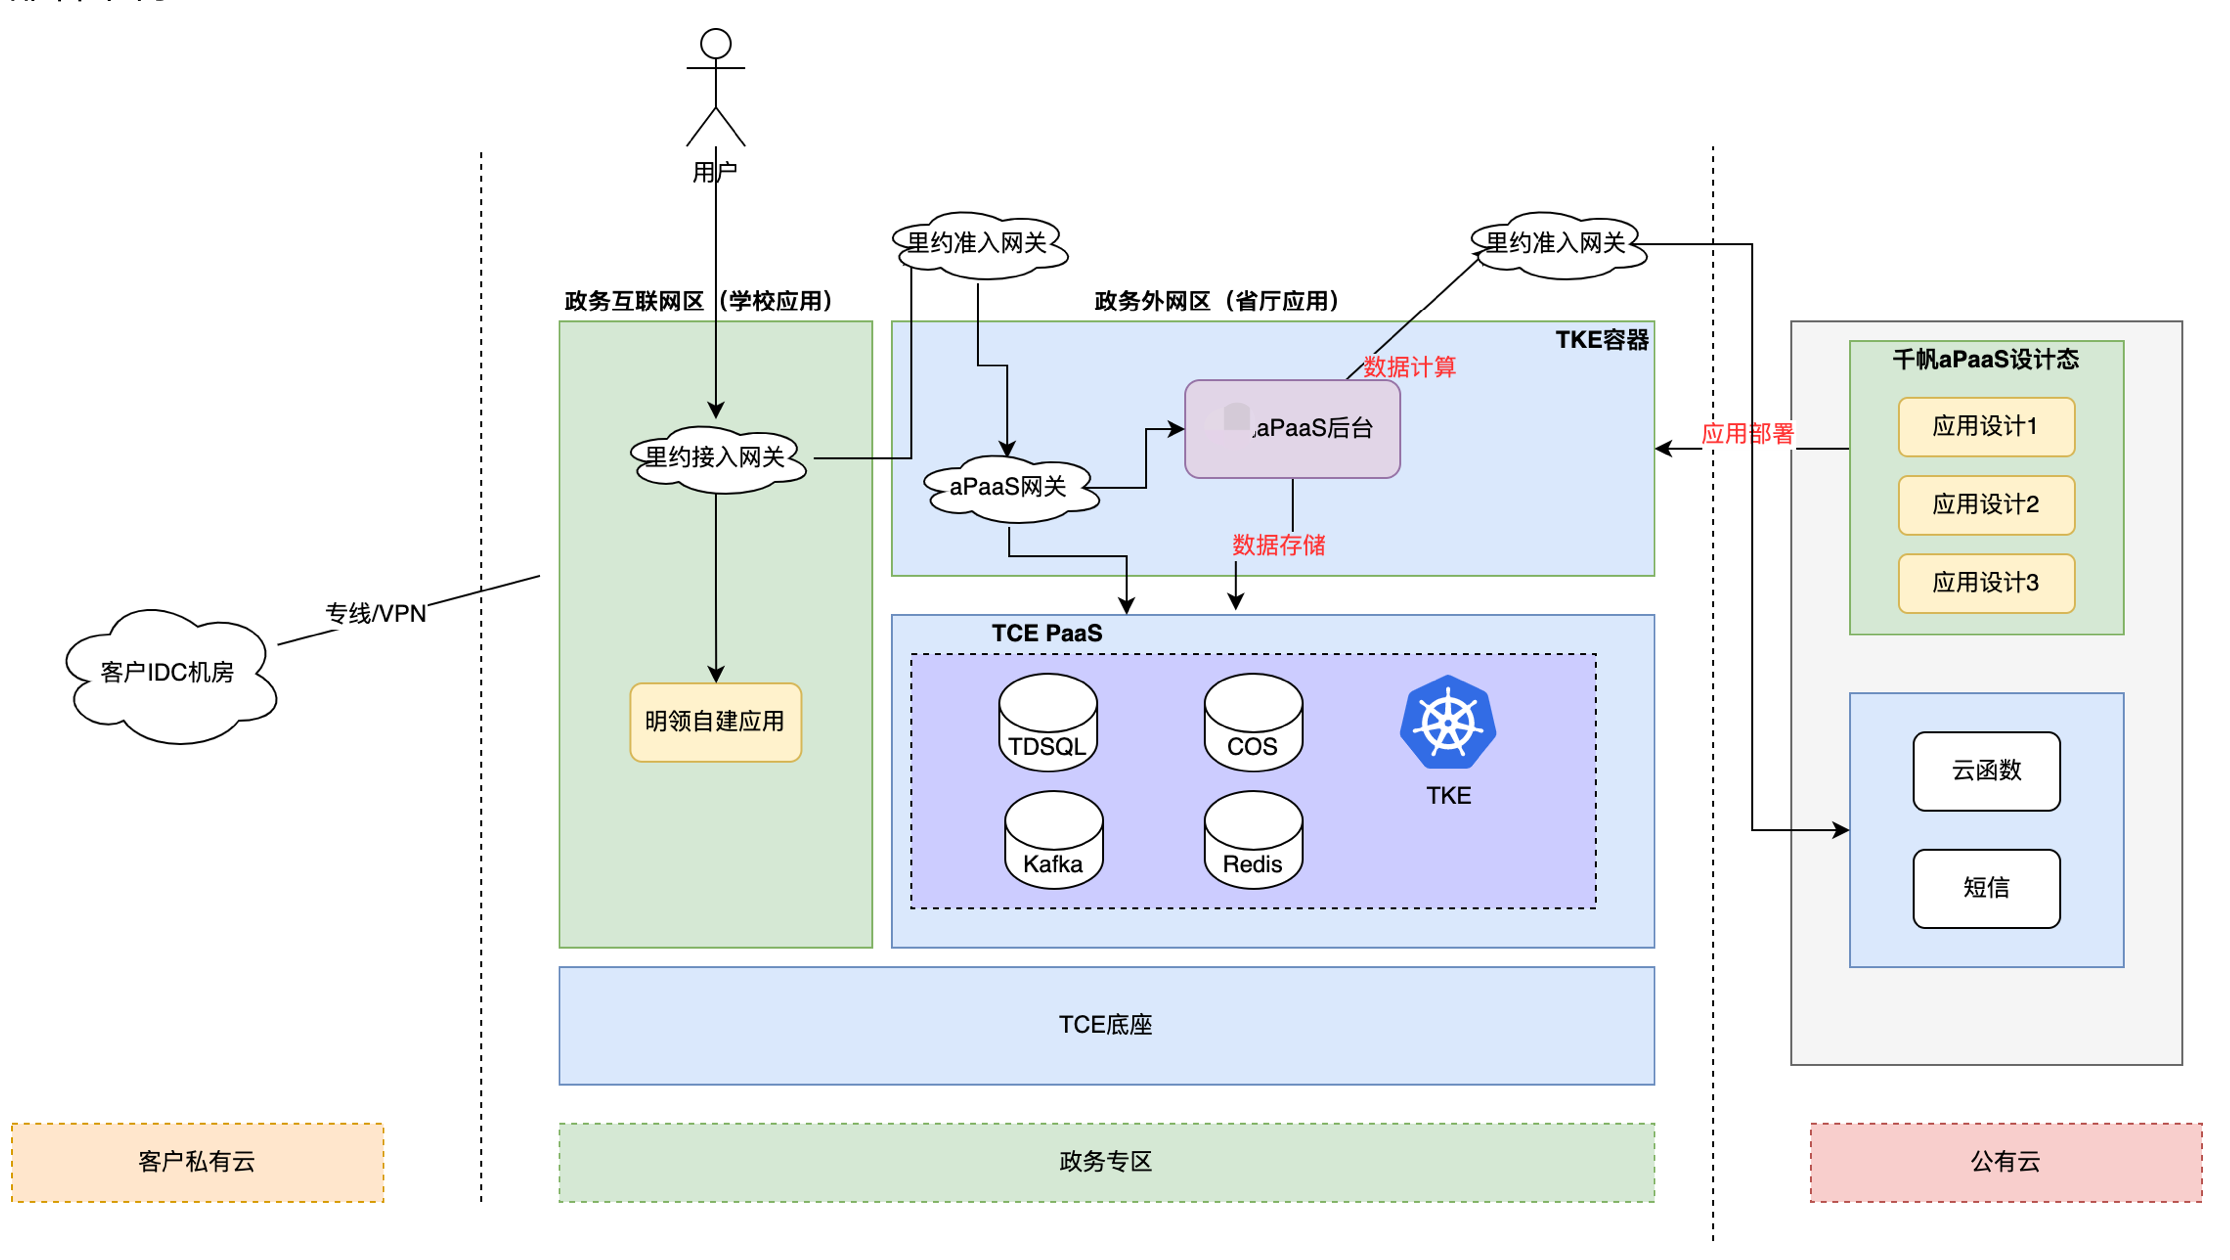 用户
里约准入网关
里约准入网关
政务互联网区（学校应用）
政务外网区（省厅应用）
TKE容器
千帆aPaaS设计态
数据计算
应用设计1
aPaaS后台
应用部署
里约接入网关
aPaaS网关
应用设计2
数据存储
应用设计3
专线/VPN
TCE PaaS
客户IDC机房
明领自建应用
TDSQL
COS
云函数
TKE
Kafka
Redis
短信
TCE底座
客户私有云
政务专区
公有云